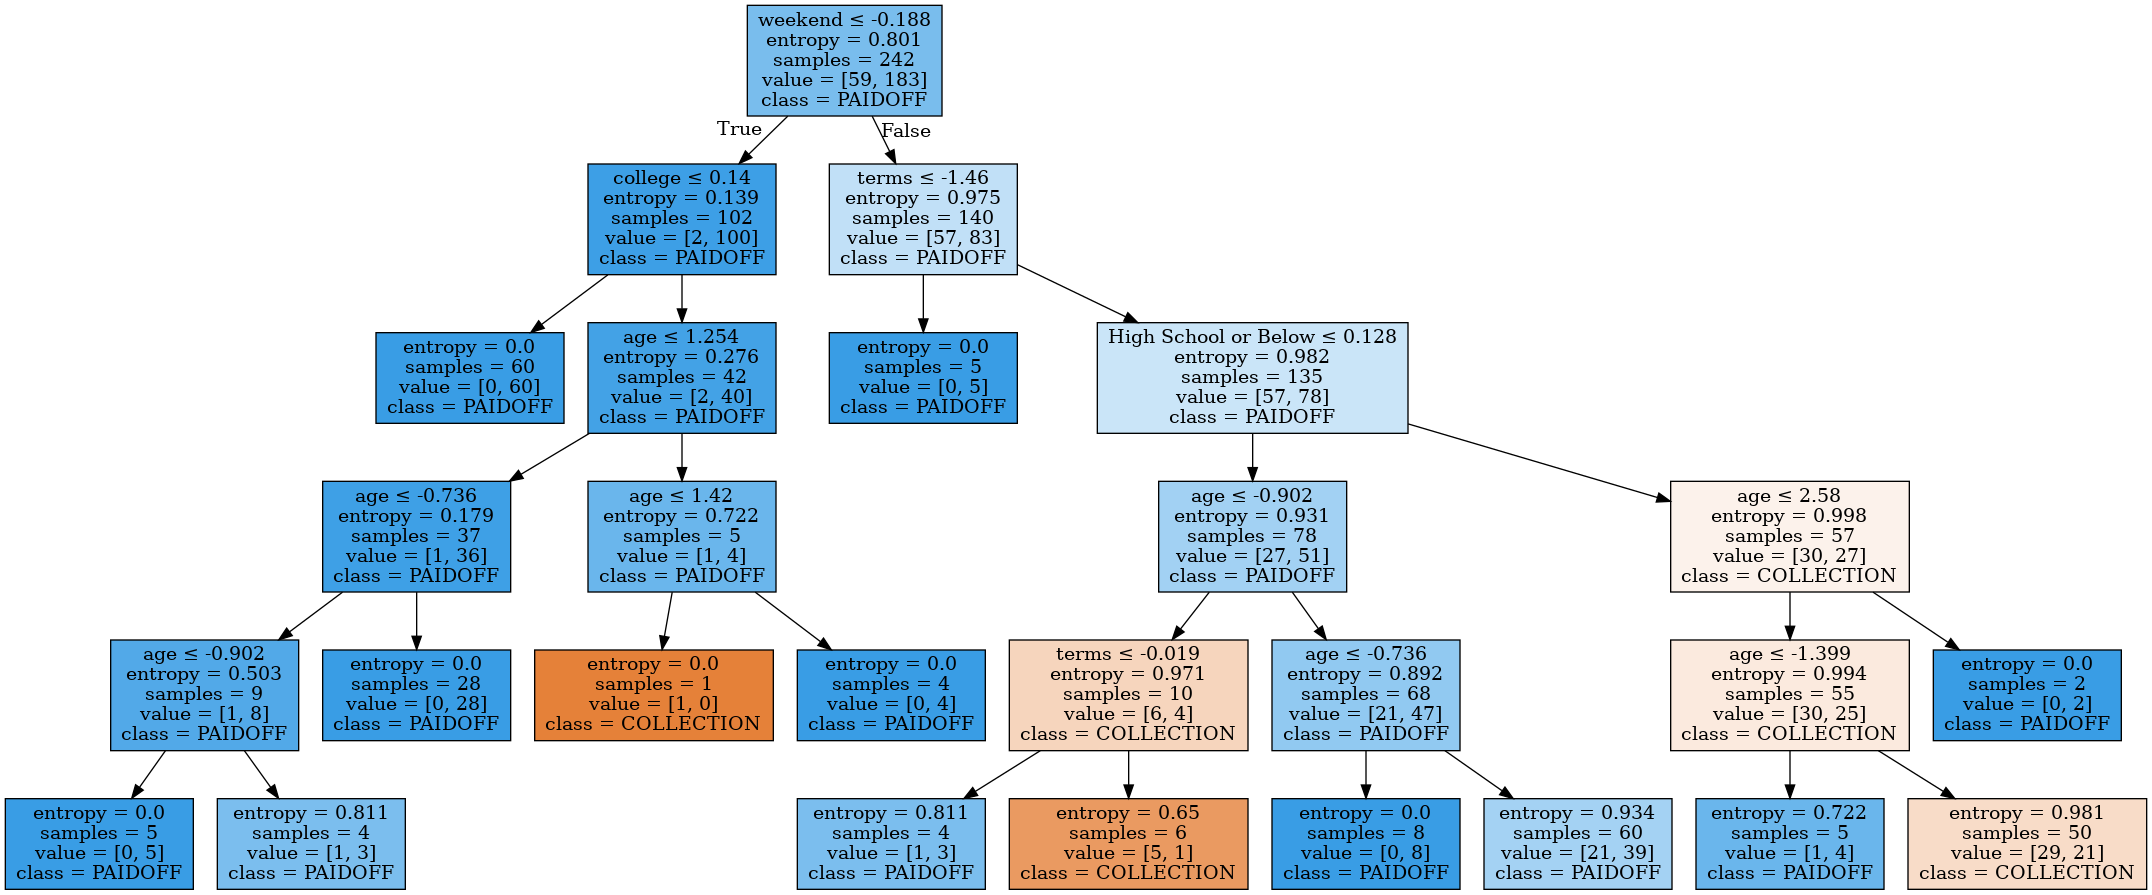 weekend ≤ -0.188
entropy = 0.801
samples = 242
value = [59, 183]
class = PAIDOFF
True
False
college ≤ 0.14
entropy = 0.139
samples = 102
value = [2, 100]
class = PAIDOFF
terms ≤ -1.46
entropy = 0.975
samples = 140
value = [57, 83]
class = PAIDOFF
entropy = 0.0
samples = 60
value = [0, 60]
class = PAIDOFF
age ≤ 1.254
entropy = 0.276
samples = 42
value = [2, 40]
class = PAIDOFF
entropy = 0.0
samples = 5
value = [0, 5]
class = PAIDOFF
High School or Below ≤ 0.128
entropy = 0.982
samples = 135
value = [57, 78]
class = PAIDOFF
age ≤ -0.736
entropy = 0.179
samples = 37
value = [1, 36]
class = PAIDOFF
age ≤ 1.42
entropy = 0.722
samples = 5
value = [1, 4]
class = PAIDOFF
age ≤ -0.902
entropy = 0.931
samples = 78
value = [27, 51]
class = PAIDOFF
age ≤ 2.58
entropy = 0.998
samples = 57
value = [30, 27]
class = COLLECTION
age ≤ -0.902
entropy = 0.503
samples = 9
value = [1, 8]
class = PAIDOFF
entropy = 0.0
samples = 28
value = [0, 28]
class = PAIDOFF
entropy = 0.0
samples = 1
value = [1, 0]
class = COLLECTION
entropy = 0.0
samples = 4
value = [0, 4]
class = PAIDOFF
terms ≤ -0.019
entropy = 0.971
samples = 10
value = [6, 4]
class = COLLECTION
age ≤ -0.736
entropy = 0.892
samples = 68
value = [21, 47]
class = PAIDOFF
age ≤ -1.399
entropy = 0.994
samples = 55
value = [30, 25]
class = COLLECTION
entropy = 0.0
samples = 2
value = [0, 2]
class = PAIDOFF
entropy = 0.0
samples = 5
value = [0, 5]
class = PAIDOFF
entropy = 0.811
samples = 4
value = [1, 3]
class = PAIDOFF
entropy = 0.811
samples = 4
value = [1, 3]
class = PAIDOFF
entropy = 0.65
samples = 6
value = [5, 1]
class = COLLECTION
entropy = 0.0
samples = 8
value = [0, 8]
class = PAIDOFF
entropy = 0.934
samples = 60
value = [21, 39]
class = PAIDOFF
entropy = 0.722
samples = 5
value = [1, 4]
class = PAIDOFF
entropy = 0.981
samples = 50
value = [29, 21]
class = COLLECTION